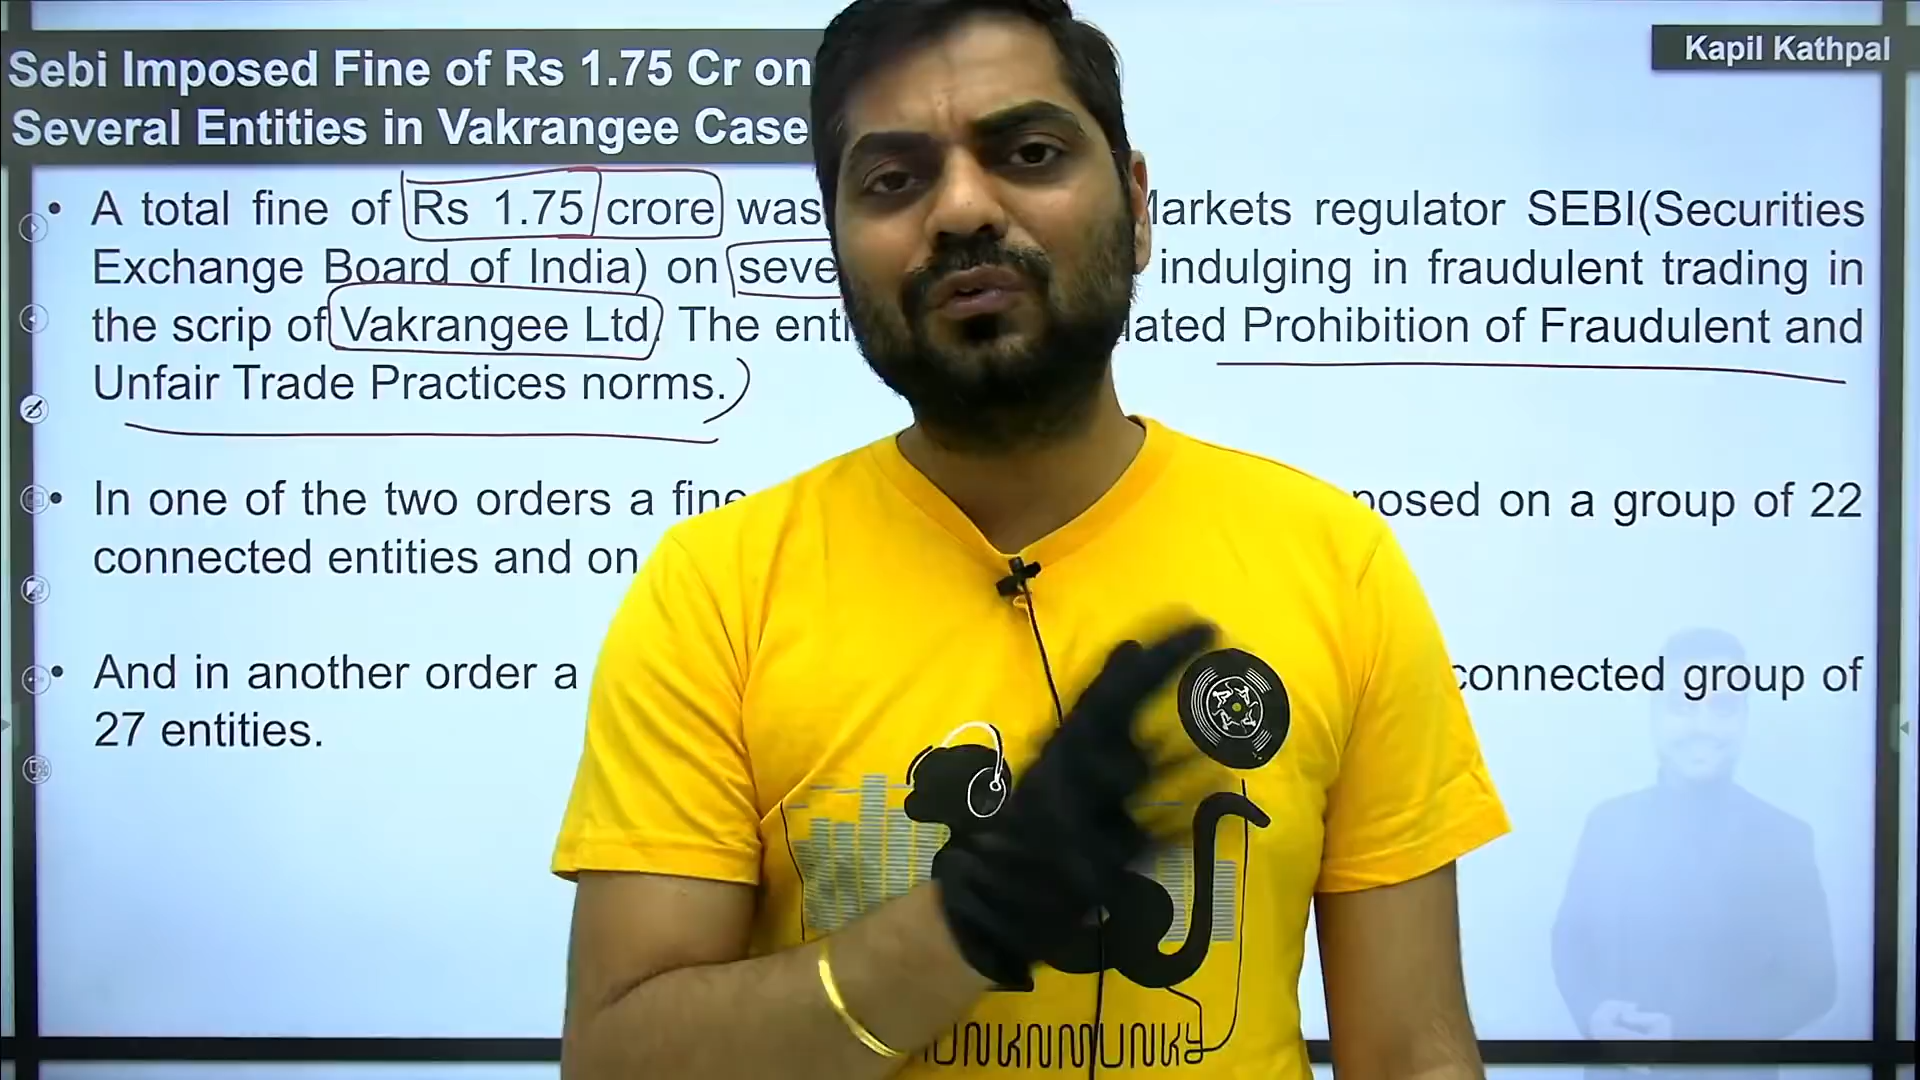 Sebi Imposed Fine of Rs 1.75 Cr on
Several Entities in Vakrangee Case
Kapil Kathpal
• A total fine of Rs 1.75 crore was Markets regulator SEBI(Securities
Exchange Board of India) on indulging in fraudulent trading in
the scrip of Vakrangee Ltd. The Prohibition of Fraudulent and
Unfair Trade Practices norms.
• In one of the two orders a fine on a group of 22
connected entities and on
• And in another order a connected group of
27 entities.